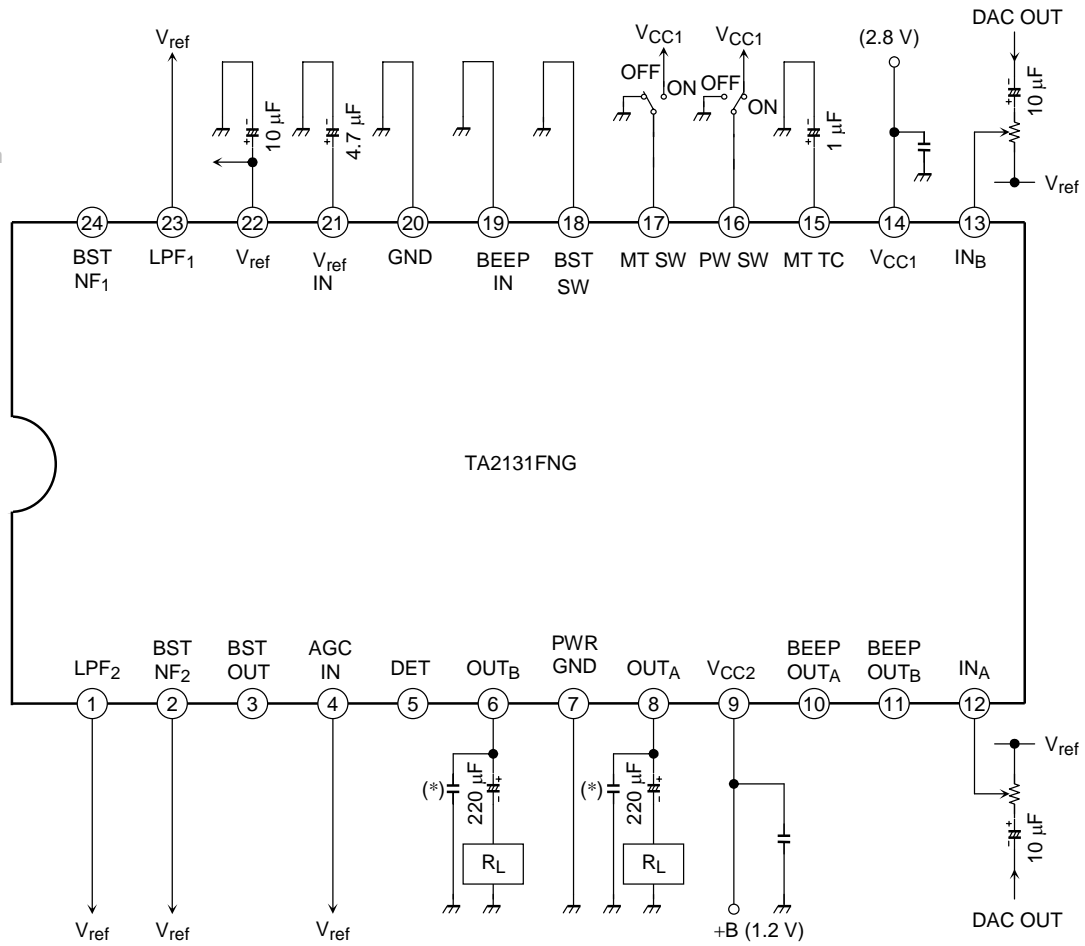 DAC OUT
Vref
VCC1
VCC1
(2.8 V)
OFF
ON
OFF
ON
10 µF
4.7 µF
1 µF
10 µF
Vref
24
23
22
21
20
19
18
17
16
15
14
13
BST NF1
LPF1
Vref
Vref IN
GND
BEEP IN
BST SW
MT SW
PW SW
MT TC
VCC1
INB
TA2131FNG
LPF2
BST NF2
BST OUT
AGC IN
DET
OUTB
PWR GND
OUTA
VCC2
BEEP OUTA
BEEP OUTB
INA
1
2
3
4
5
6
7
8
9
10
11
12
Vref
(*)
220 µF
(*)
220 µF
10 µF
RL
RL
Vref
Vref
Vref
+B (1.2 V)
DAC OUT